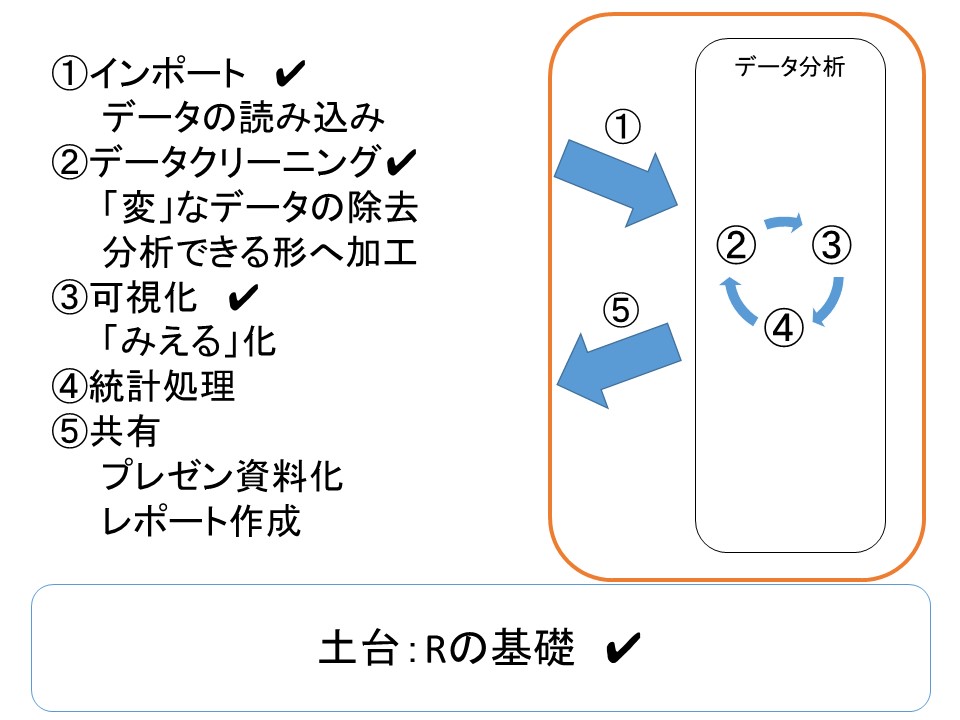 ①インポート ✔
データの読み込み
②データクリーニング✔
「変」なデータの除去
分析できる形へ加工
③可視化 ✔
「みえる」化
④統計処理
⑤共有
プレゼン資料化
レポート作成
データ分析
①
② ③
⑤
④
土台：Rの基礎 ✔